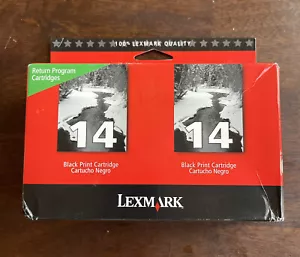 100% LEXMARK QUALITY
Return Program
Cartridges
14
14
Black Print Cartridge
Cartucho Negro
Black Print Cartridge
Cartucho Negro
LEXMARK